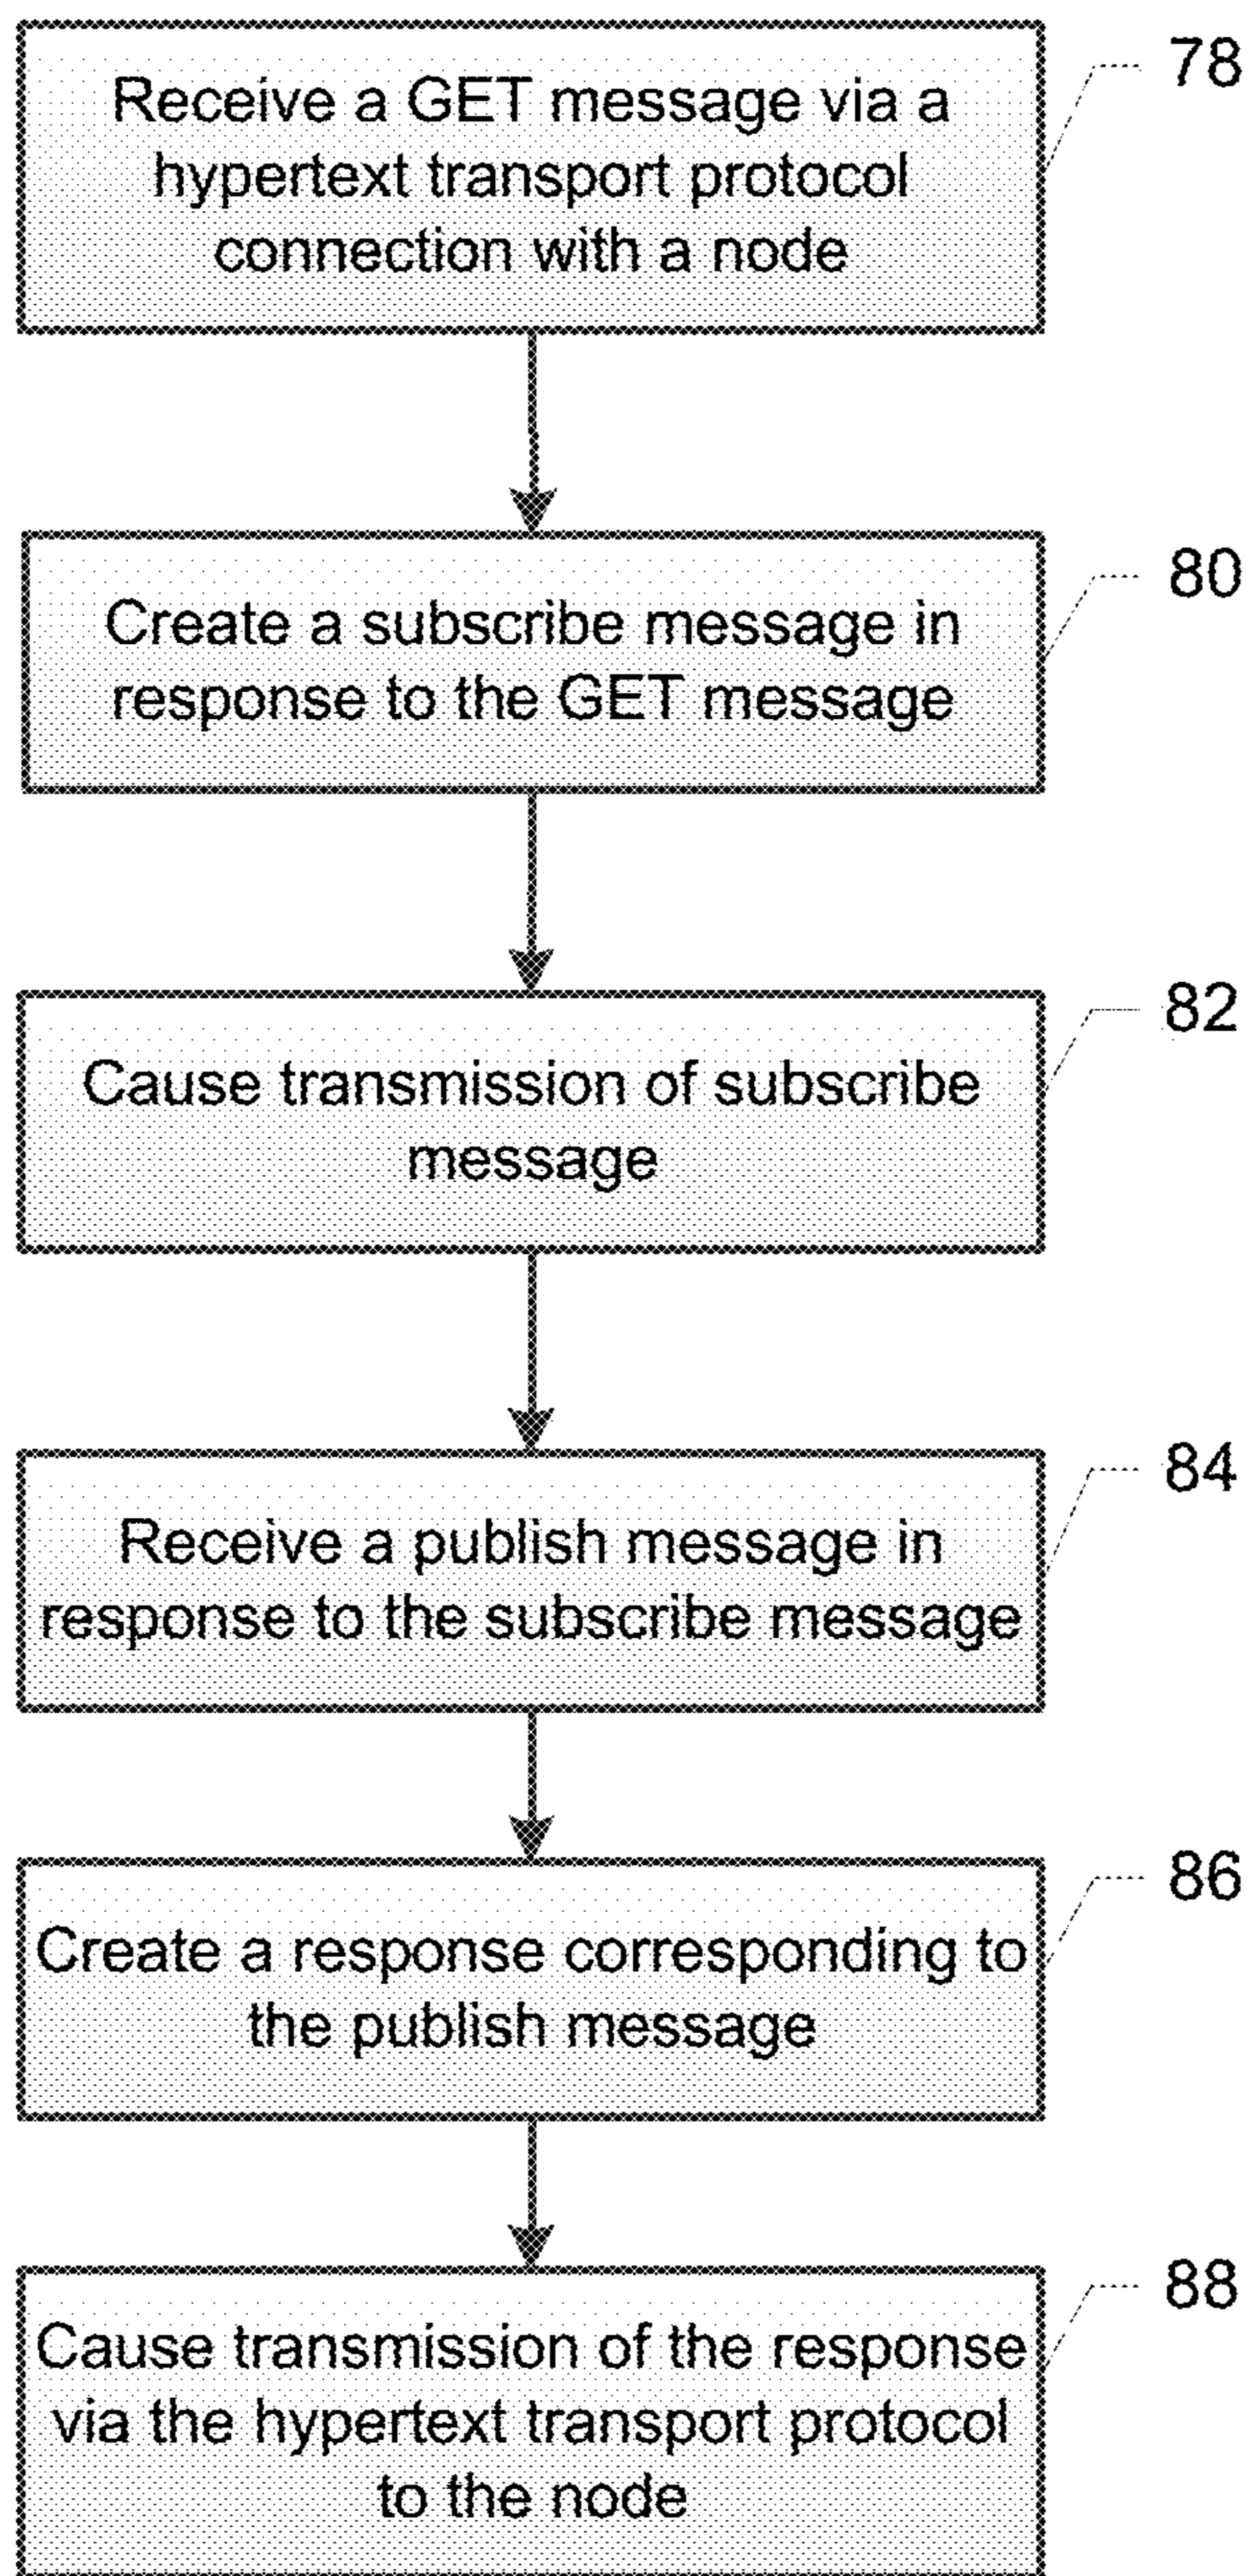 Receive a GET message via a
hypertext transport protocol
connection with a node
78
Create a subscribe message in
response to the GET message
80
Cause transmission of subscribe
message
82
Receive a publish message in
response to the subscribe message
84
Create a response corresponding to
the publish message
86
Cause transmission of the response
via the hypertext transport protocol
to the node
88